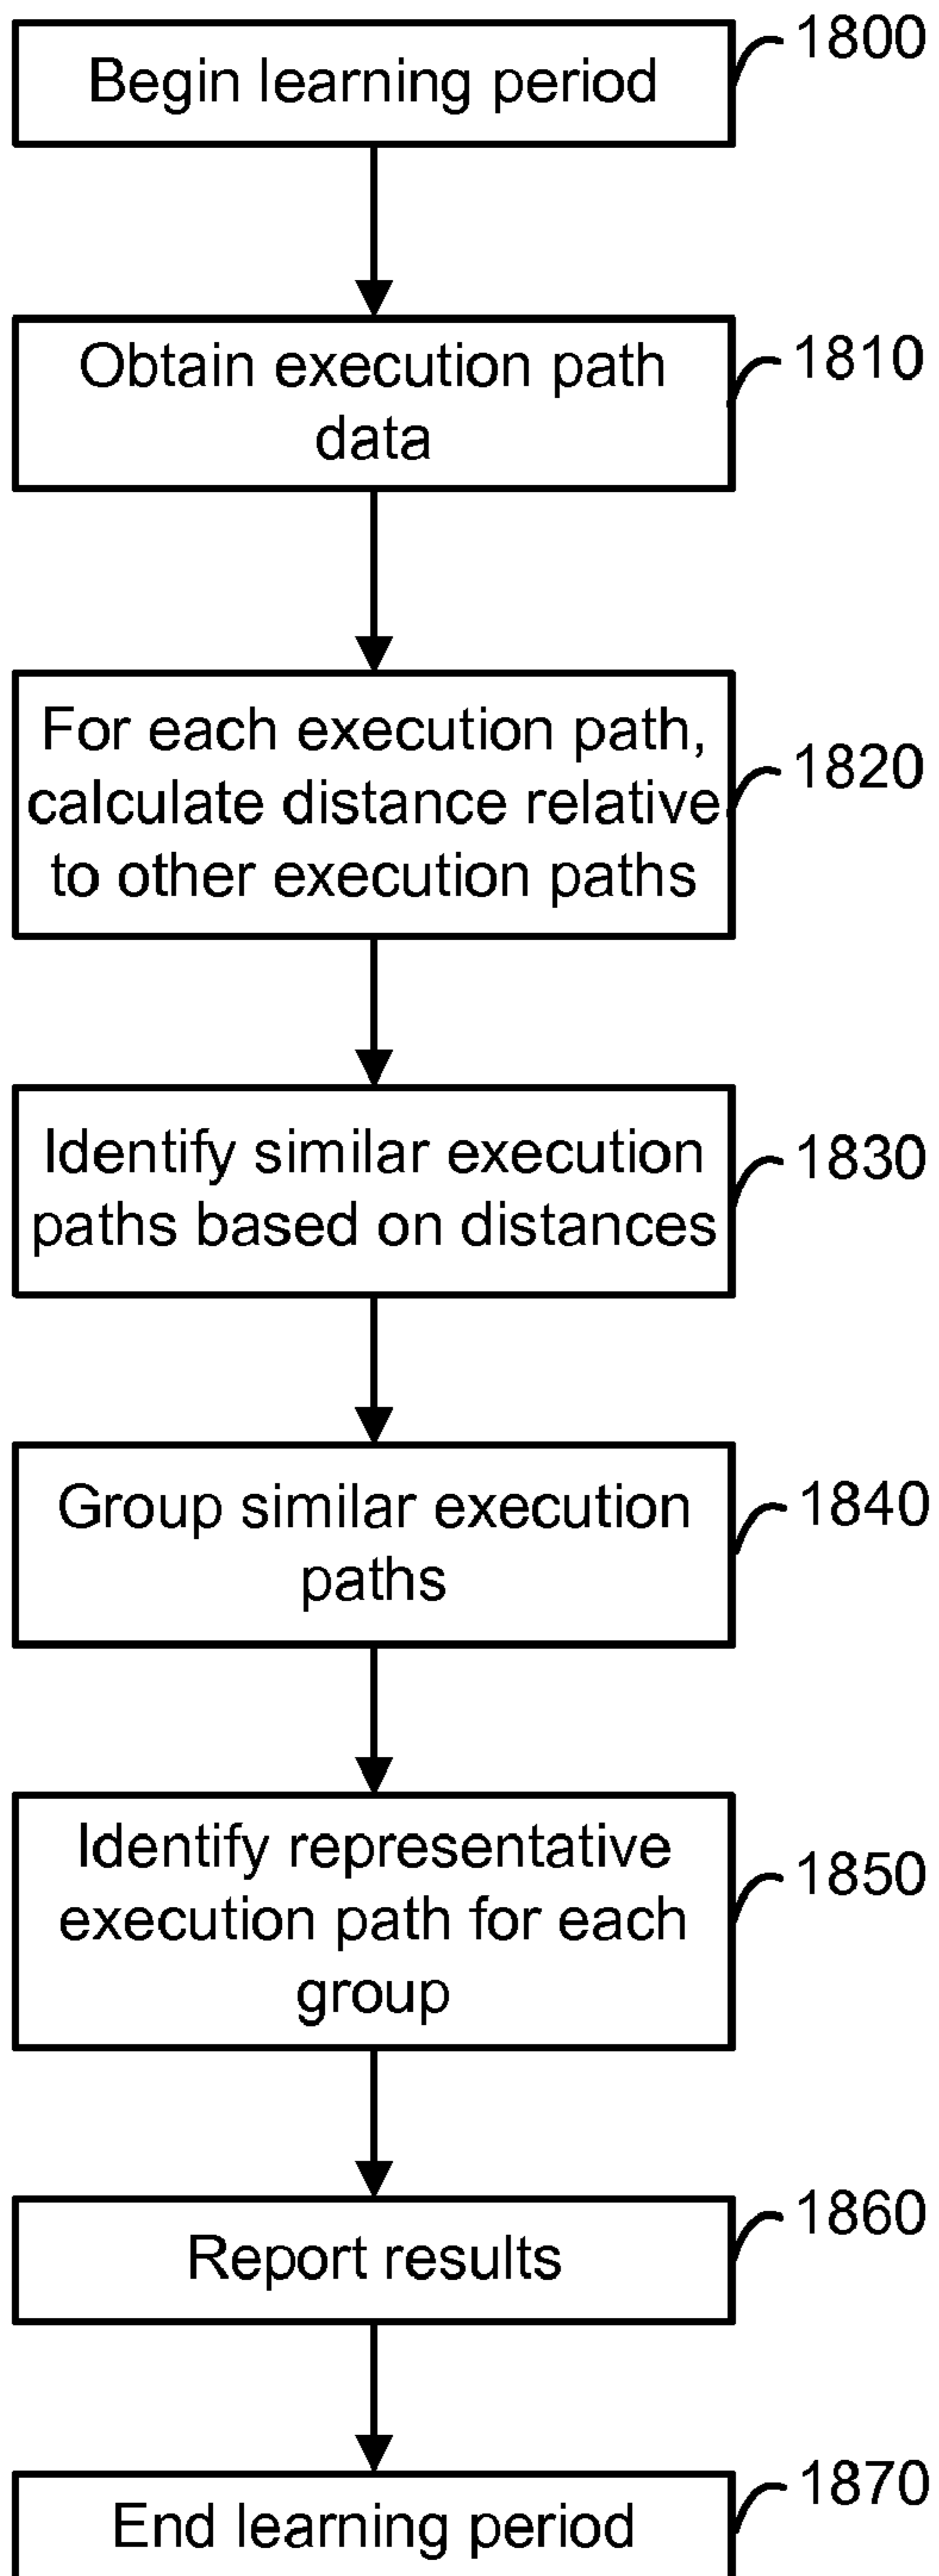 Begin learning period
1800
Obtain execution path
data
1810
For each execution path,
calculate distance relative
to other execution paths
1820
Identify similar execution
paths based on distances
1830
Group similar execution
paths
1840
Identify representative
execution path for each
group
1850
Report results
1860
End learning period
1870